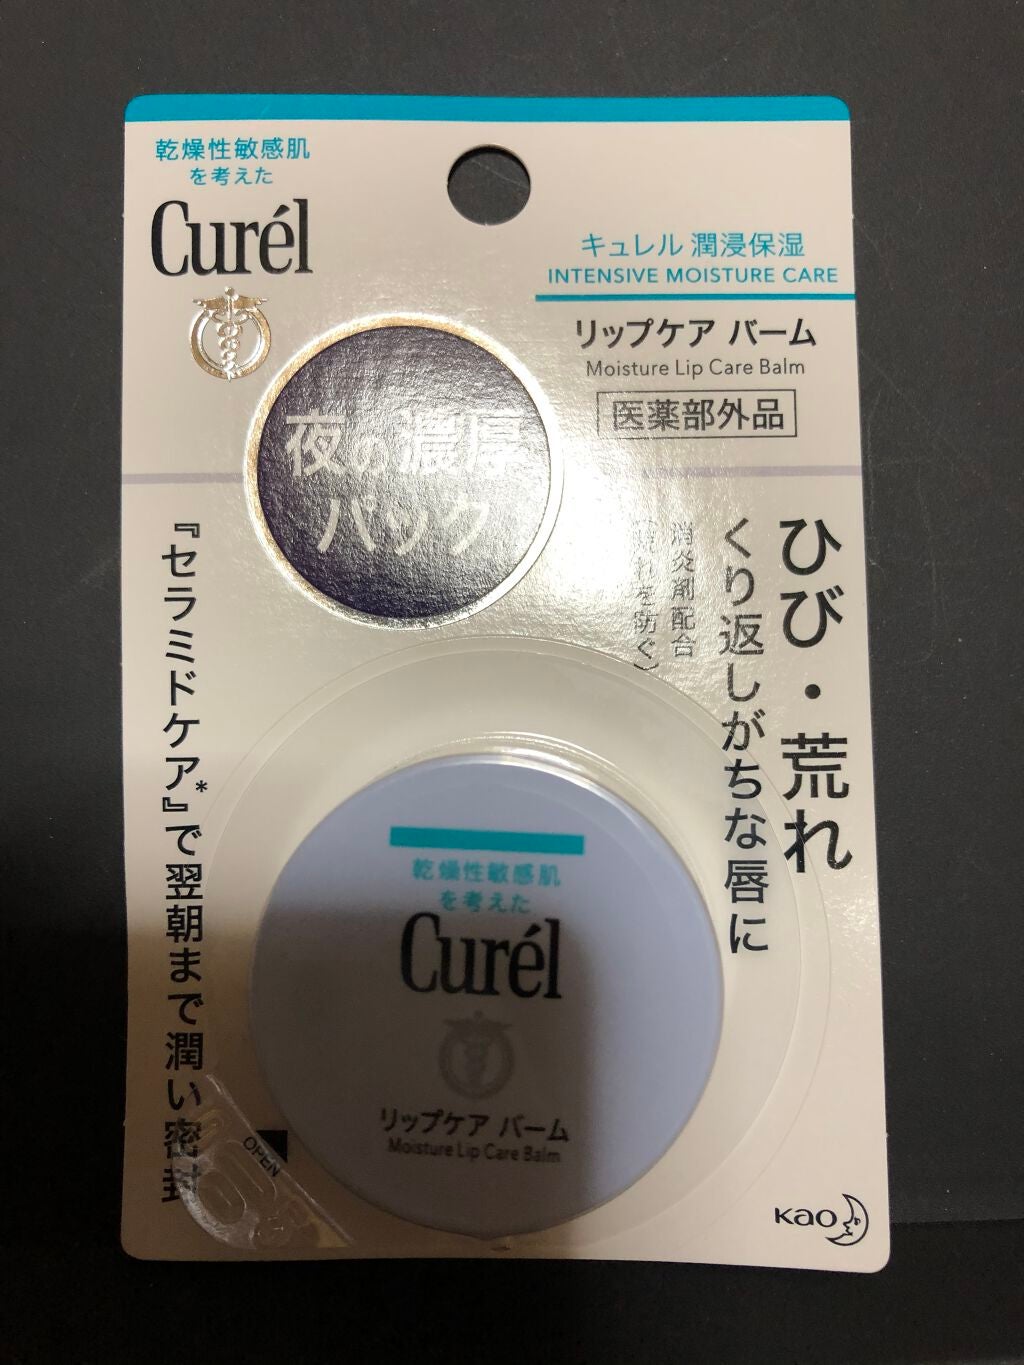 乾燥性敏感肌
を考えた
Curél
キュレル 潤浸保湿
INTENSIVE MOISTURE CARE
リップケア バーム
Moisture Lip Care Balm
医薬部外品
夜の濃厚
パック
ひび・荒れ
くり返しがちな唇に
消炎剤配合
(荒れを防ぐ)
『セラミドケア』*で翌朝まで潤い密封
乾燥性敏感肌
を考えた
Curél
リップケア バーム
Moisture Lip Care Balm
OPEN
Kao